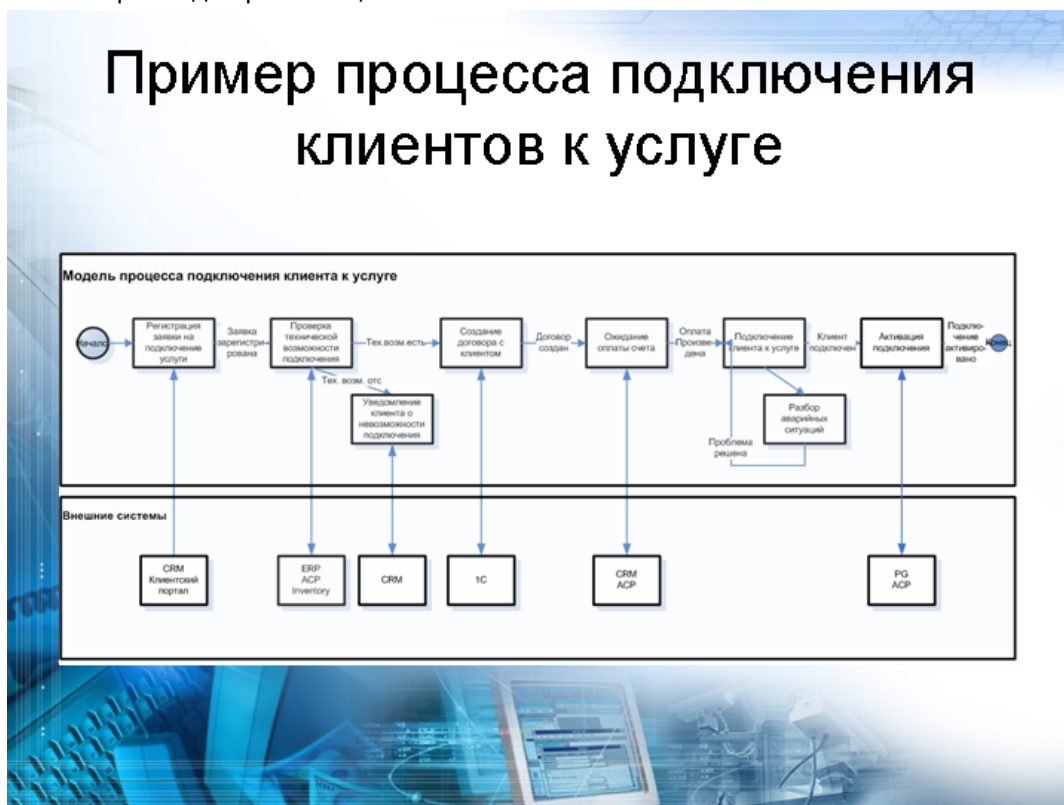 Пример процесса подключения
клиентов к услуге
Модель процесса подключения клиента к услуге
Начало
Регистрация
заявки на
подключение
услуги
Заявка
зарегистри
рована
Проверка
технической
возможности
подключения
Тех.возм.есть
Создание
договора с
клиентом
Договор
создан
Ожидание
оплаты счета
Оплата
Произве-
дена
Подключение
клиента к услуге
Клиент
подключен
Активация
подключения
Подклю-
чение
активиро-
вано
Конец
Тех. возм. отс
Уведомление
клиента о
невозможности
подключения
Разбор
аварийных
ситуаций
Проблема
решена
Внешние системы
CRM
Клиентский
портал
ERP
ACP
Inventory
CRM
1C
CRM
ACP
PG
ACP